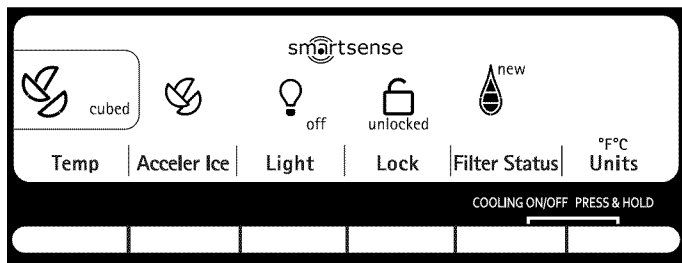 smartsense
cubed
off
unlocked
new
Temp
Acceler Ice
Light
Lock
Filter Status
°F°C
Units
COOLING ON/OFF PRESS & HOLD